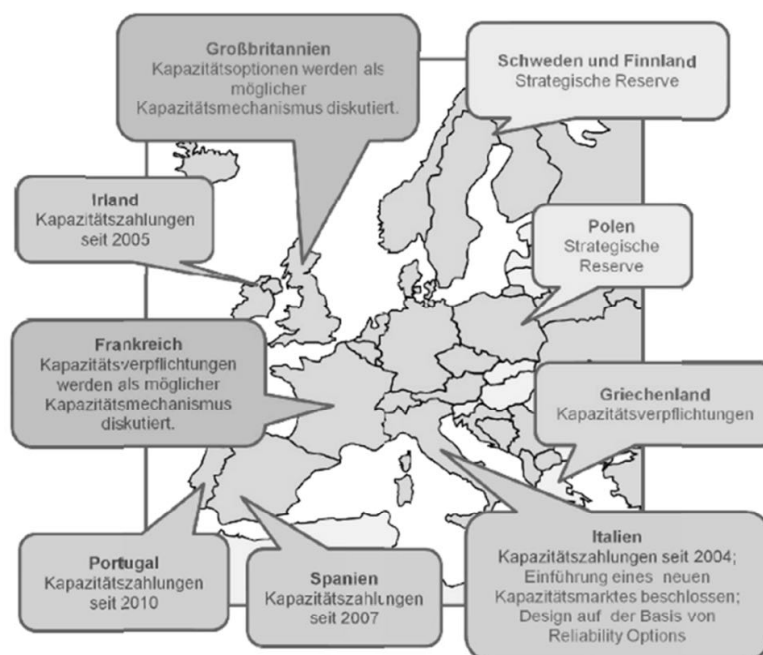 Großbritannien
Kapazitätsoptionen werden als
möglicher
Kapazitätsmechanismus diskutiert.
Schweden und Finnland
Strategische Reserve
Irland
Kapazitätszahlungen
seit 2005
Polen
Strategische
Reserve
Frankreich
Kapazitätsverpflichtungen
werden als möglicher
Kapazitätsmechanismus
diskutiert.
Griechenland
Kapazitätsverpflichtungen
Portugal
Kapazitätszahlungen
seit 2010
Spanien
Kapazitätszahlungen
seit 2007
Italien
Kapazitätszahlungen seit 2004;
Einführung eines neuen
Kapazitätsmarktes beschlossen;
Design auf der Basis von
Reliability Options